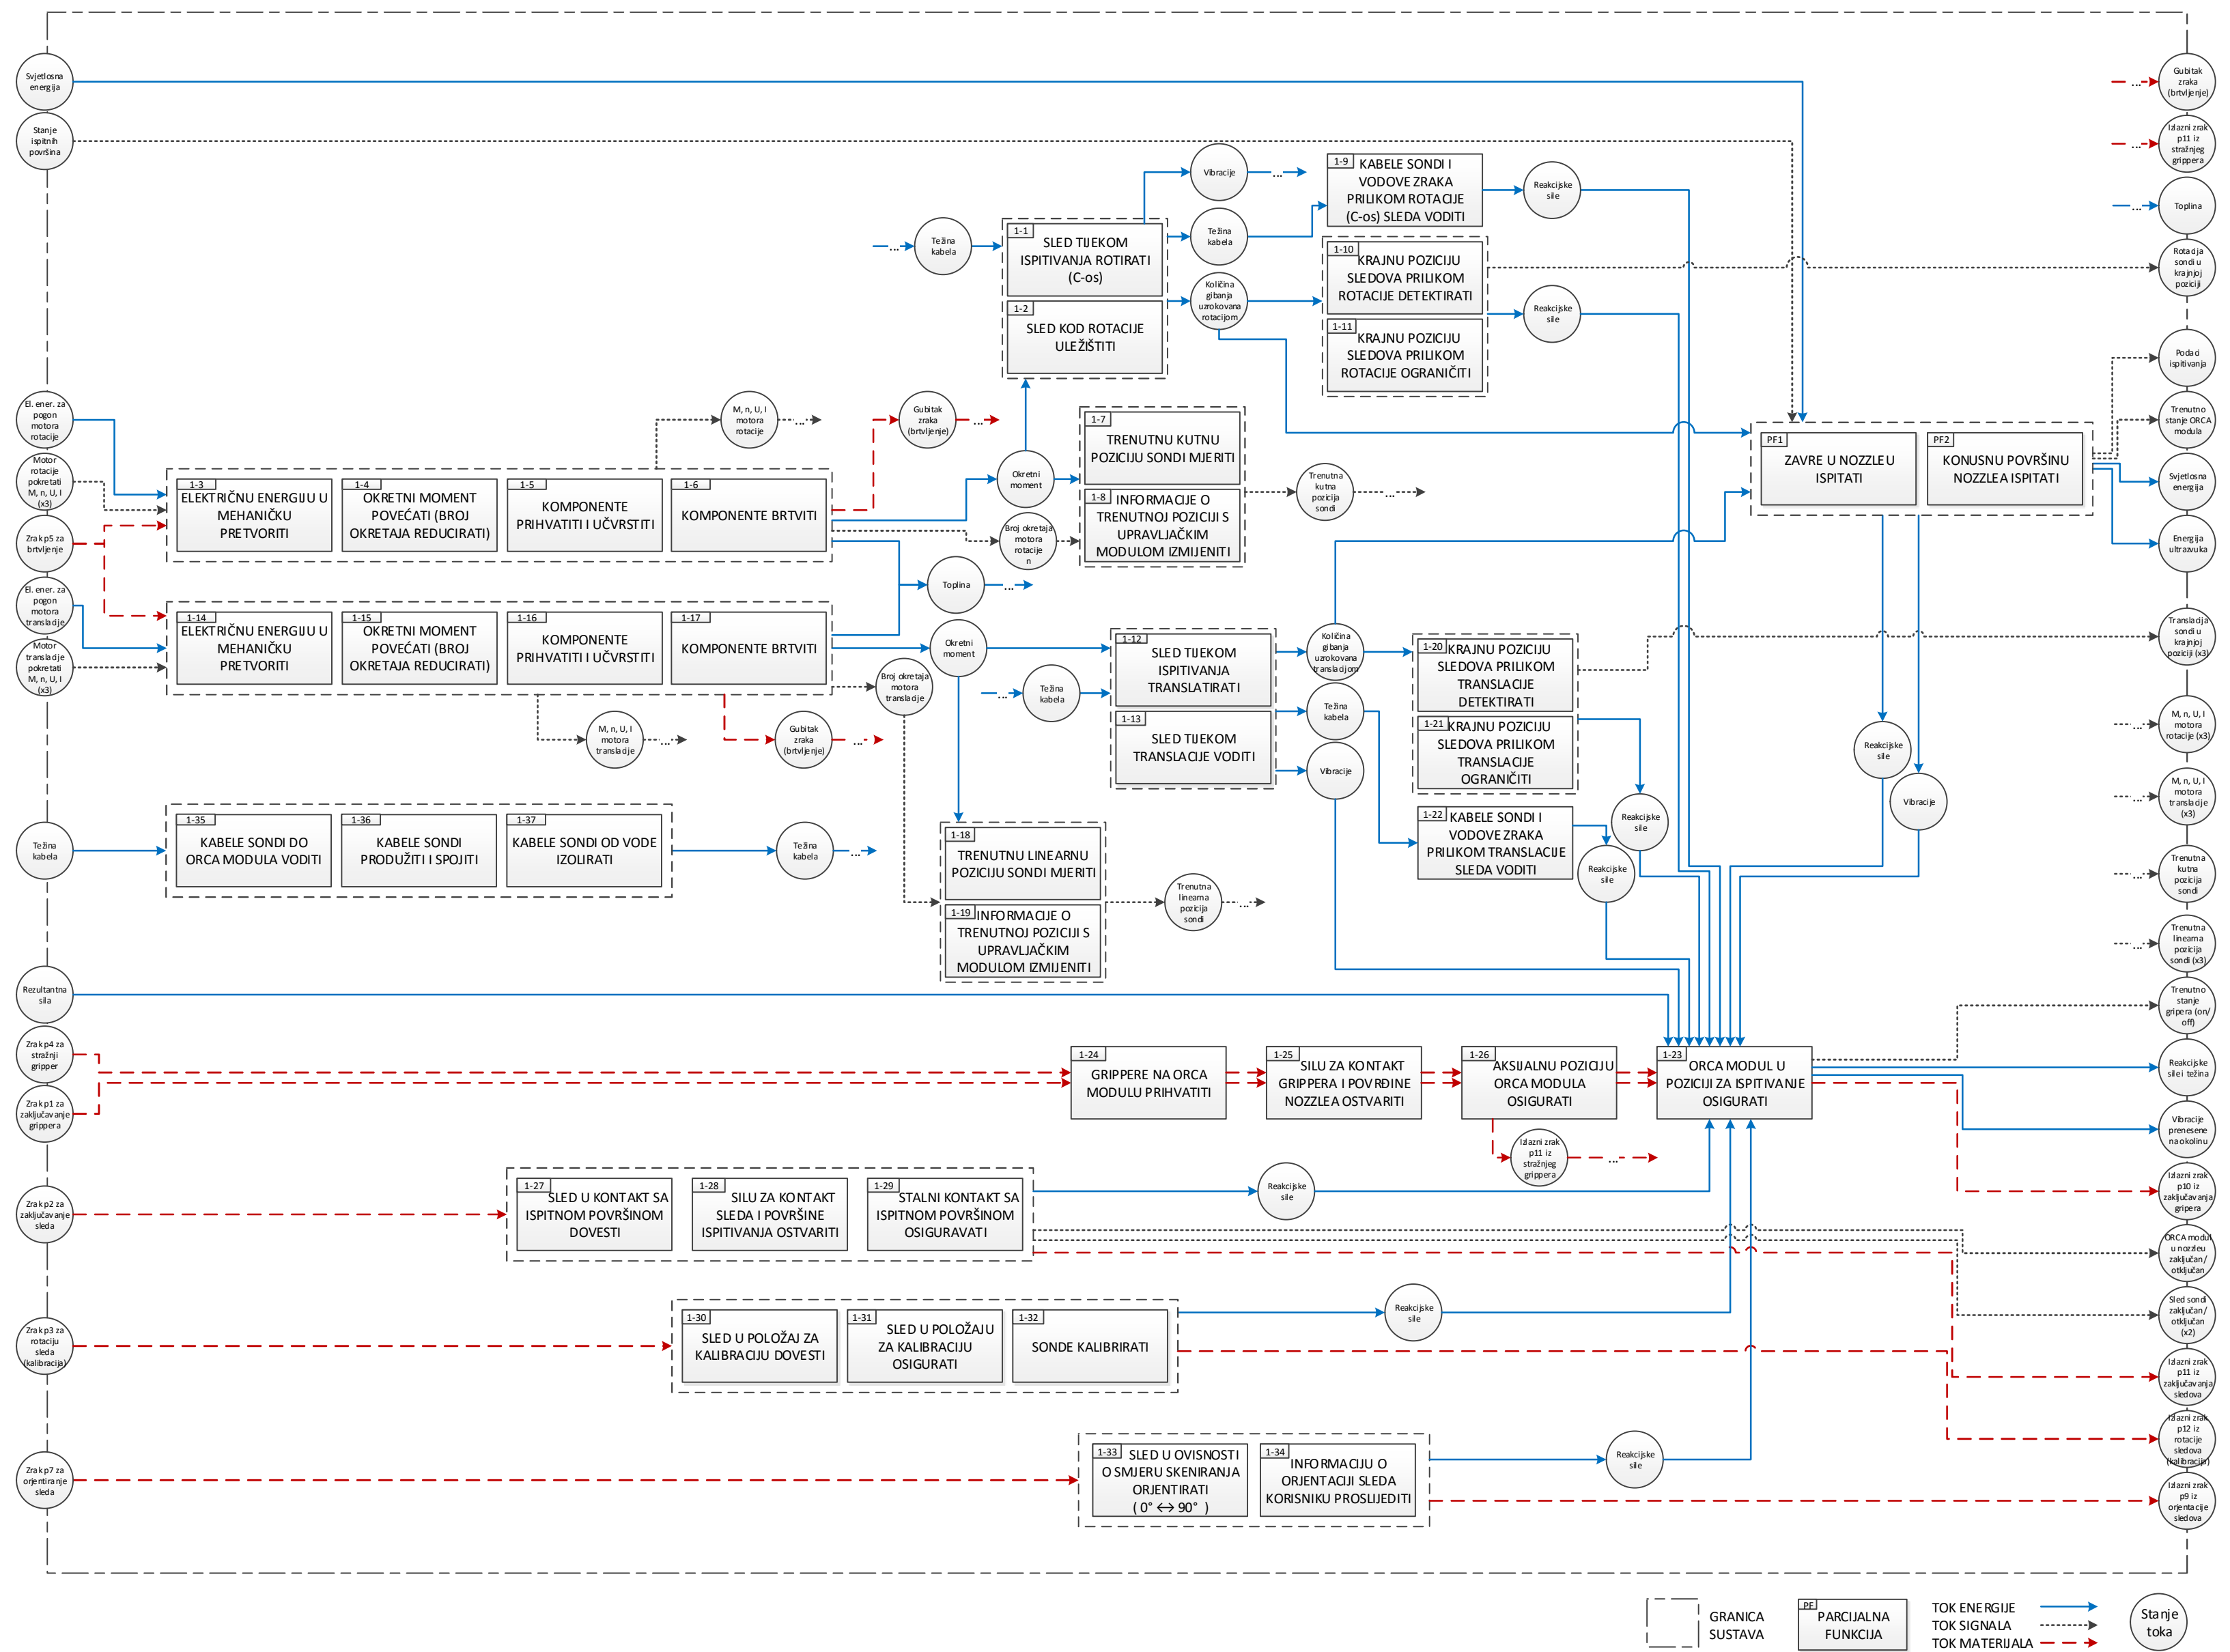 Svjetlosna
energija
Gubitak
zraka
(brtvljenje)
Stanje
ispitnih
površina
Izlazni zrak
p11 iz
stražnjeg
grippera
Vibracije
...
1-9
KABELE SONDI I
VODOVE ZRAKA
PRILIKOM ROTACIJE
(C-os) SLEDA VODITI
Reakcijske
sile
Toplina
...
Težina
kabela
1-1
SLED TIJEKOM
ISPITIVANJA ROTIRATI
(C-os)
1-2
SLED KOD ROTACIJE
ULEŽIŠTITI
Težina
kabela
Količina
gibanja
uzrokovana
rotacijom
1-10
KRAJNU POZICIJU
SLEDOVA PRILIKOM
ROTACIJE DETEKTIRATI
1-11
KRAJNU POZICIJU
SLEDOVA PRILIKOM
ROTACIJE OGRANIČITI
Reakcijske
sile
Rotacija
sondi u
krajnjoj
poziciji
Podaci
ispitivanja
El. ener. za
pogon
motora
rotacije
Motor
rotacije
pokretati
M, n, U, I
(x3)
Zrak p5 za
brtvljenje
El. ener. za
pogon
motora
translacije
Motor
translacije
pokretati
M, n, U, I
(x3)
M, n, U, I
motora
rotacije
...
Gubitak
zraka
(brtvljenje)
...
1-3
ELEKTRIČNU ENERGIJU U
MEHANIČKU
PRETVORITI
1-4
OKRETNI MOMENT
POVEĆATI (BROJ
OKRETAJA REDUCIRATI)
1-5
KOMPONENTE
PRIHVATITI I UČVRSTITI
1-6
KOMPONENTE BRTVITI
Okretni
moment
Broj okretaja
motora
rotacije
n
1-7
TRENUTNU KUTNU
POZICIJU SONDI MJERITI
1-8
INFORMACIJE O
TRENUTNOJ POZICIJI S
UPRAVLJAČKIM
MODULOM IZMIJENITI
Trenutna
kutna
pozicija
sondi
...
PF1
ZAVRE U NOZZLEU
ISPITATI
PF2
KONUSNU POVRŠINU
NOZZLEA ISPITATI
Trenutno
stanje ORCA
modula
Svjetlosna
energija
Energija
ultrazvuka
Toplina
...
1-14
ELEKTRIČNU ENERGIJU U
MEHANIČKU
PRETVORITI
1-15
OKRETNI MOMENT
POVEĆATI (BROJ
OKRETAJA REDUCIRATI)
1-16
KOMPONENTE
PRIHVATITI I UČVRSTITI
1-17
KOMPONENTE BRTVITI
Okretni
moment
Broj okretaja
motora
translacije
...
Težina
kabela
1-12
SLED TIJEKOM
ISPITIVANJA
TRANSLATIRATI
1-13
SLED TIJEKOM
TRANSLACIJE VODITI
Količina
gibanja
uzrokovana
translacijom
Težina
kabela
Vibracije
1-20
KRAJNU POZICIJU
SLEDOVA PRILIKOM
TRANSLACIJE
DETEKTIRATI
1-21
KRAJNU POZICIJU
SLEDOVA PRILIKOM
TRANSLACIJE
OGRANIČITI
Translacija
sondi u
krajnjoj
poziciji (x3)
M, n, U, I
motora
translacije
...
Gubitak
zraka
(brtvljenje)
...
Reakcijske
sile
Vibracije
...
M, n, U, I
motora
rotacije (x3)
...
M, n, U, I
motora
translacije
(x3)
Težina
kabela
1-35
KABELE SONDI DO
ORCA MODULA VODITI
1-36
KABELE SONDI
PRODUŽITI I SPOJITI
1-37
KABELE SONDI OD VODE
IZOLIRATI
Težina
kabela
...
1-18
TRENUTNU LINEARNU
POZICIJU SONDI MJERITI
1-19
INFORMACIJE O
TRENUTNOJ POZICIJI S
UPRAVLJAČKIM
MODULOM IZMIJENITI
Trenutna
linearna
pozicija
sondi
...
1-22
KABELE SONDI I
VODOVE ZRAKA
PRILIKOM TRANSLACIJE
SLEDA VODITI
Reakcijske
sile
Reakcijske
sile
...
Trenutna
kutna
pozicija
sondi
...
Trenutna
linearna
pozicija
sondi (x3)
Rezultantna
sila
Trenutno
stanje
gripera (on/
off)
Zrak p4 za
stražnji
gripper
Zrak p1 za
zaključavanje
grippera
1-24
GRIPPERE NA ORCA
MODULU PRIHVATITI
1-25
SILU ZA KONTAKT
GRIPPERA I POVRĐINE
NOZZLEA OSTVARITI
1-26
AKSIJALNU POZICIJU
ORCA MODULA
OSIGURATI
1-23
ORCA MODUL U
POZICIJI ZA ISPITIVANJE
OSIGURATI
Reakcijske
sile i težina
Vibracije
prenesene
na okolinu
Izlazni zrak
p11 iz
stražnjeg
grippera
...
Zrak p2 za
zaključavanje
sleda
1-27
SLED U KONTAKT SA
ISPITNOM POVRŠINOM
DOVESTI
1-28
SILU ZA KONTAKT
SLEDA I POVRŠINE
ISPITIVANJA OSTVARITI
1-29
STALNI KONTAKT SA
ISPITNOM POVRŠINOM
OSIGURAVATI
Reakcijske
sile
Izlazni zrak
p10 iz
zaključavanja
gripera
ORCA modul
u nozzleu
zaključan/
otključan
Zrak p3 za
rotaciju
sleda
(kalibracija)
1-30
SLED U POLOŽAJ ZA
KALIBRACIJU DOVESTI
1-31
SLED U POLOŽAJU
ZA KALIBRACIJU
OSIGURATI
1-32
SONDE KALIBRIRATI
Reakcijske
sile
Sled sondi
zaključan/
otključan
(x2)
Izlazni zrak
p11 iz
zaključavanja
sledova
Izlazni zrak
p12 iz
rotacije
sledova
(kalibracija)
Zrak p7 za
orjentiranje
sleda
1-33
SLED U OVISNOSTI
O SMJERU SKENIRANJA
ORJENTIRATI
( 0° ↔ 90° )
1-34
INFORMACIJU O
ORJENTACIJI SLEDA
KORISNIKU PROSLIJEDITI
Reakcijske
sile
Izlazni zrak
p9 iz
orjentacije
sledova
GRANICA
SUSTAVA
PF
PARCIJALNA
FUNKCIJA
TOK ENERGIJE
TOK SIGNALA
TOK MATERIJALA
Stanje
toka